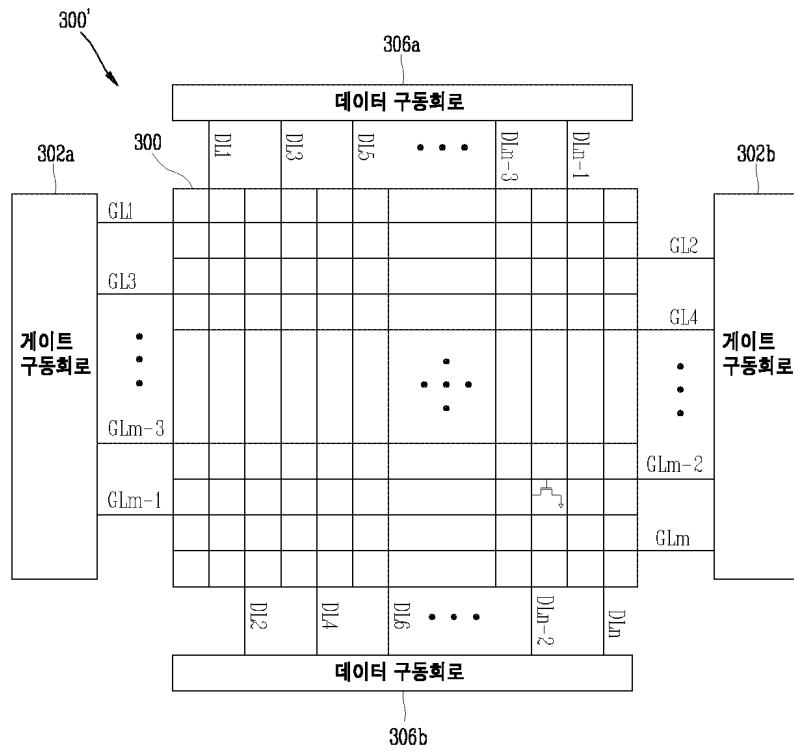 300'
306a
데이터 구동회로
302a
300
DL1
DL3
DL5
DLn-3
DLn-1
302b
GL1
GL2
GL3
GL4
게이트
구동회로
게이트
구동회로
GLm-3
GLm-2
GLm-1
GLm
DL2
DL4
DL6
DLn-2
DLn
데이터 구동회로
306b